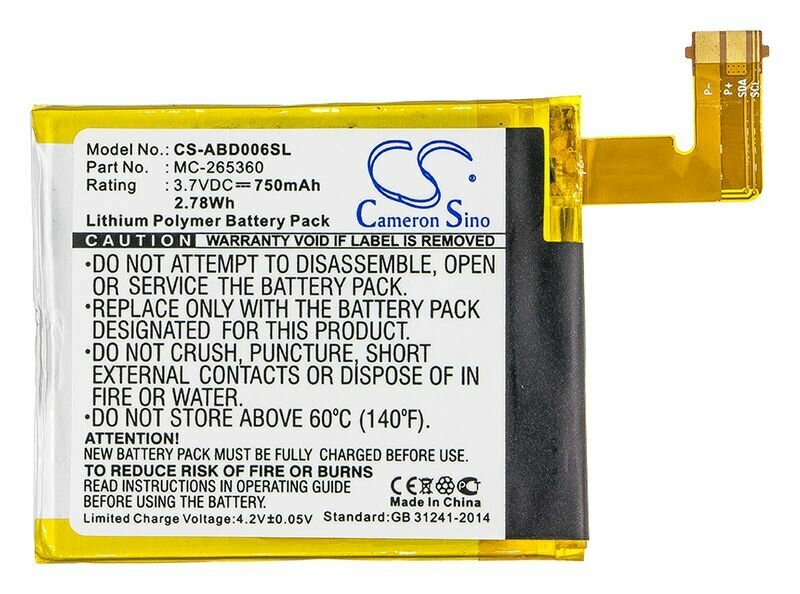 Model No.: CS-ABD006SL
Part No. : MC-265360
Rating : 3.7VDC⎓750mAh
2.78Wh
Lithium Polymer Battery Pack
CS
Cameron Sino
CAUTION WARRANTY VOID IF LABEL IS REMOVED
•DO NOT ATTEMPT TO DISASSEMBLE, OPEN
OR SERVICE THE BATTERY PACK.
•REPLACE ONLY WITH THE BATTERY PACK
DESIGNATED FOR THIS PRODUCT.
•DO NOT CRUSH, PUNCTURE, SHORT
EXTERNAL CONTACTS OR DISPOSE OF IN
FIRE OR WATER.
•DO NOT STORE ABOVE 60°C (140°F).
ATTENTION!
NEW BATTERY PACK MUST BE FULLY CHARGED BEFORE USE.
TO REDUCE RISK OF FIRE OR BURNS
READ INSTRUCTIONS IN OPERATING GUIDE
BEFORE USING THE BATTERY.
CE
Made In China
Limited Charge Voltage:4.2V±0.05V Standard:GB 31241-2014
P-
P+
SDA
SCL